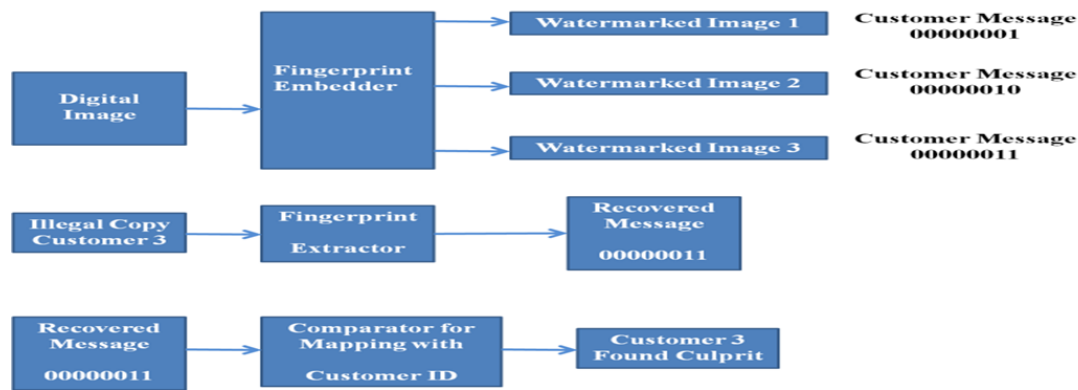 Digital
Image
Fingerprint
Embedder
Watermarked Image 1
Customer Message
00000001
Watermarked Image 2
Customer Message
00000010
Watermarked Image 3
Customer Message
00000011
Illegal Copy
Customer 3
Fingerprint
Extractor
Recovered
Message
00000011
Recovered
Message
00000011
Comparator for
Mapping with
Customer ID
Customer 3
Found Culprit